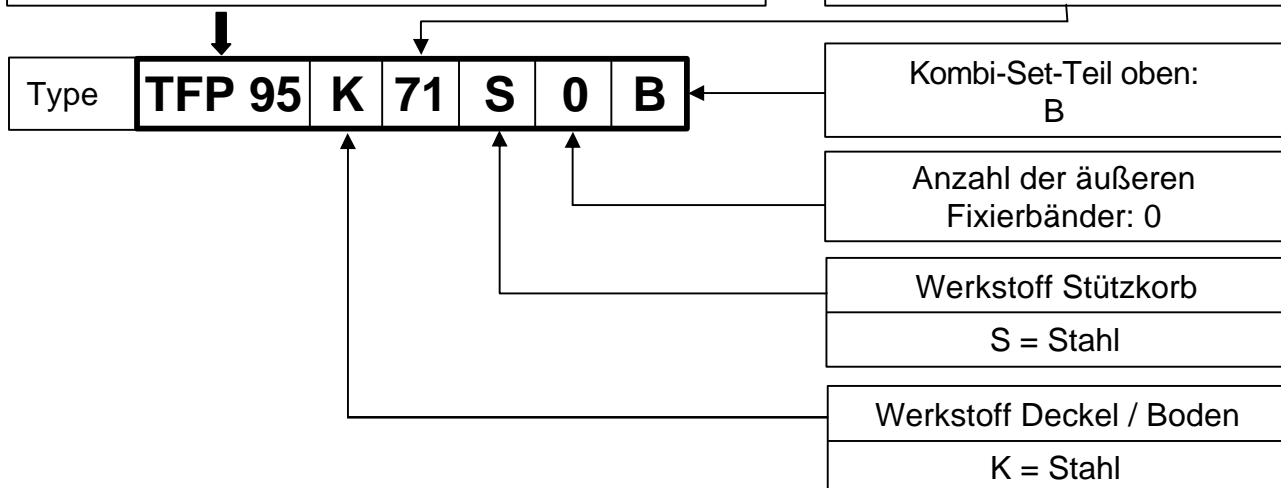 Type TFP 95 K 71 S 0 B
Kombi-Set-Teil oben:
B
Anzahl der äußeren
Fixierbänder: 0
Werkstoff Stützkorb
S = Stahl
Werkstoff Deckel / Boden
K = Stahl